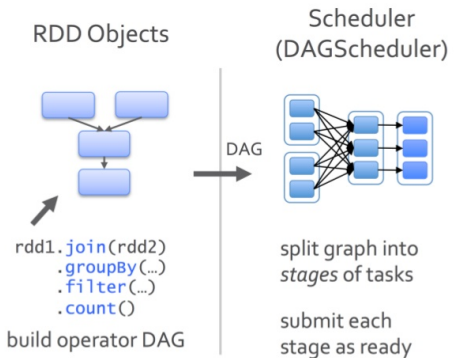 RDD Objects
rdd1.join(rdd2)
.groupBy(…)
.filter(…)
.count()
build operator DAG
DAG
Scheduler
(DAGScheduler)
split graph into
stages of tasks
submit each
stage as ready